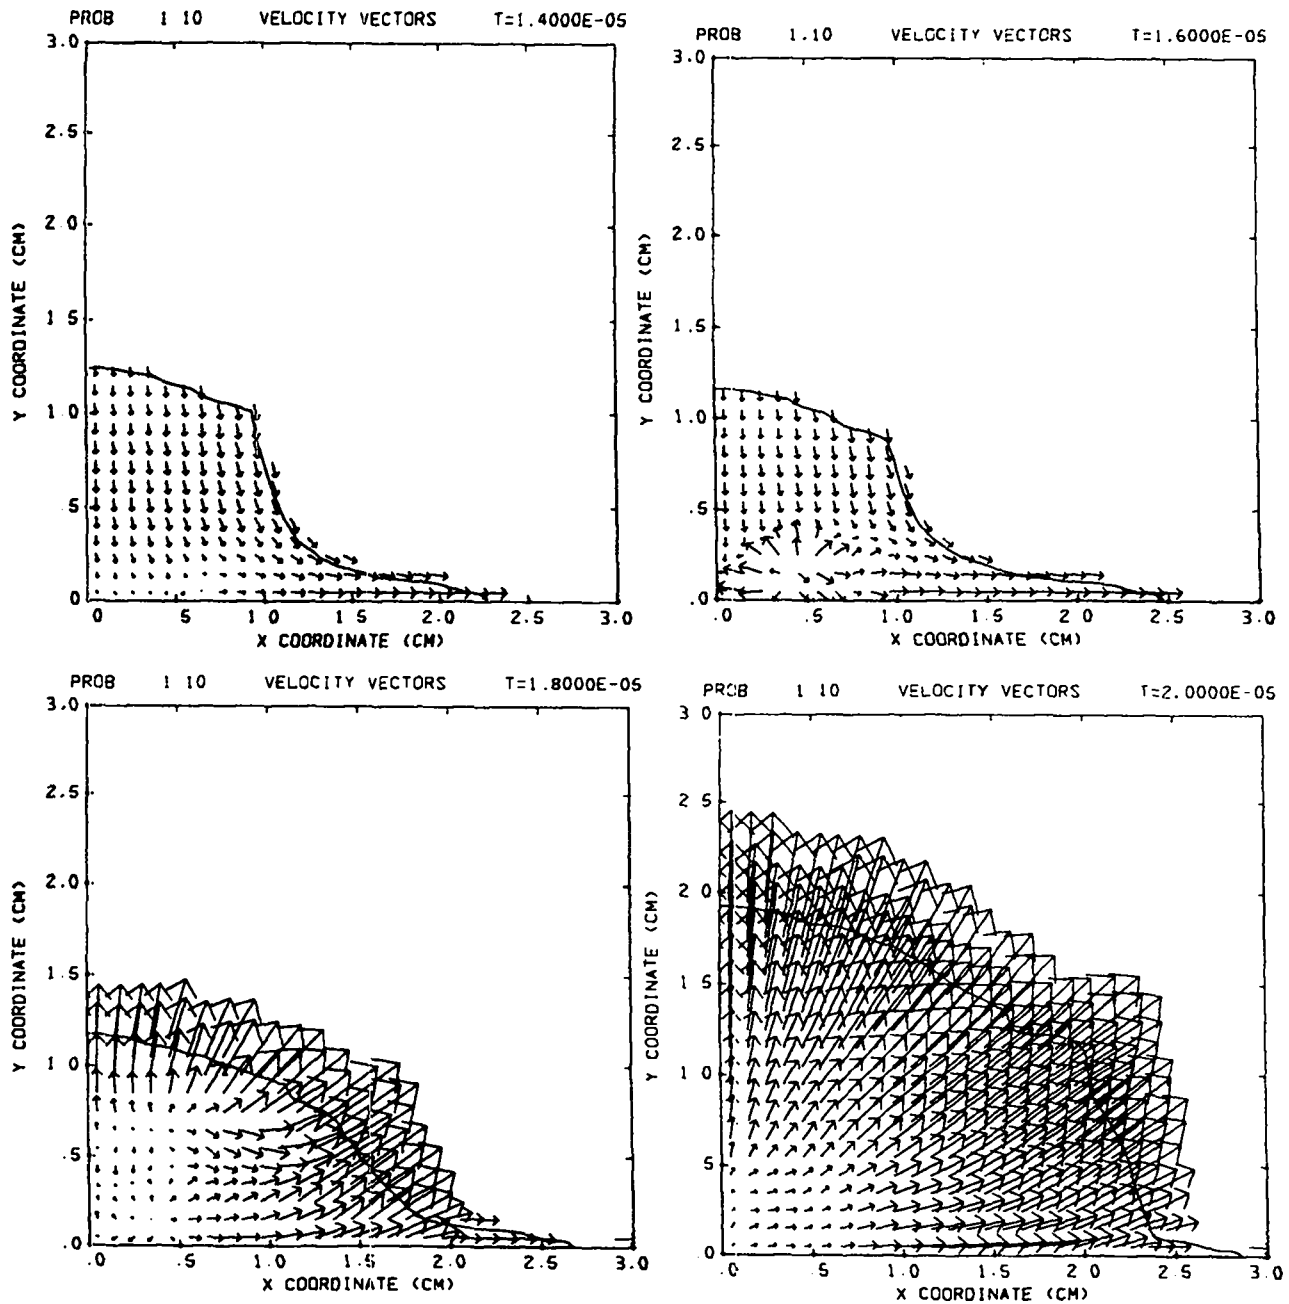 PROB 1 10 VELOCITY VECTORS T=1.4000E-05
3.0
2.5
2 0
1 5
1.0
.5
0
Y COORDINATE (CM)
.0 5 1 0 1.5 2.0 2 5 3.0
X COORDINATE (CM)
PROB 1.10 VELOCITY VECTORS T=1.6000E-05
3.0
2.5
2.0
1.5
1.0
.5
.0
Y COORDINATE (CM)
.0 .5 1.0 1 5 2 0 2.5 3.0
X COORDINATE (CM)
PROB 1 10 VELOCITY VECTORS T=1.8000E-05
3.0
2.5
2.0
1.5
1 0
.5
.0
Y COORDINATE (CM)
.0 .5 1.0 1.5 2.0 2.5 3.0
X COORDINATE (CM)
PROB 1 10 VELOCITY VECTORS T=2.0000E-05
3 0
2 5
2 0
1 5
1 0
5
.0
Y COORDINATE (CM)
.0 .5 1.0 1.5 2.0 2.5 3.0
X COORDINATE (CM)